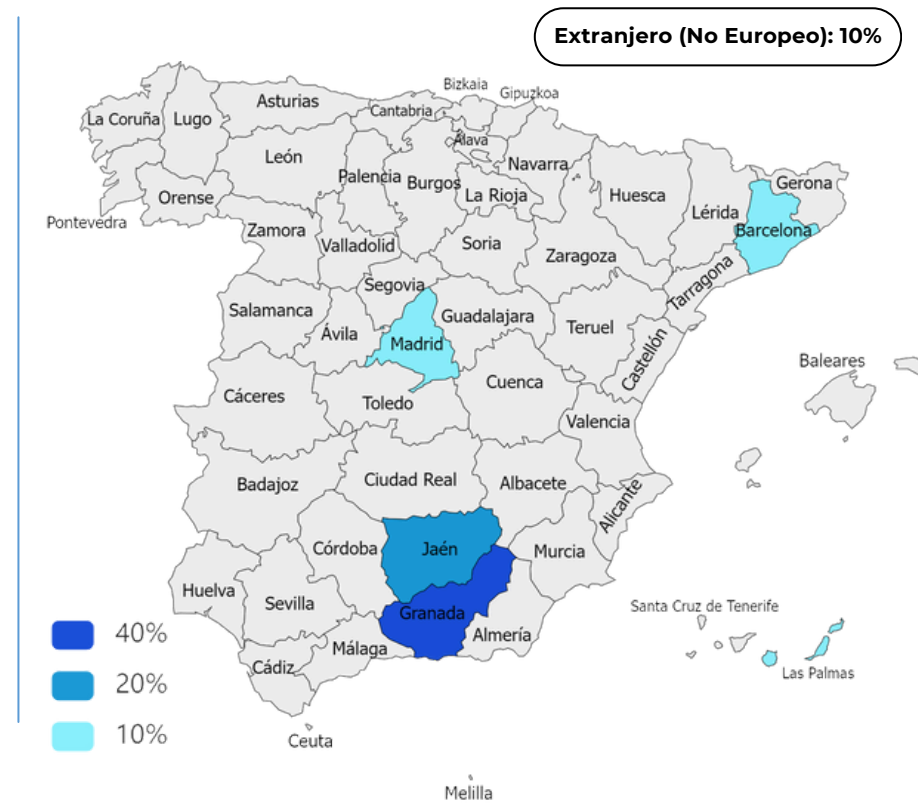 Extranjero (No Europeo): 10%
Bizkaia
Gipuzkoa
La Coruña
Lugo
Asturias
Cantabria
Álava
Navarra
León
Palencia
Burgos
La Rioja
Huesca
Lérida
Gerona
Barcelona
Orense
Pontevedra
Zamora
Valladolid
Soria
Zaragoza
Tarragona
Segovia
Salamanca
Ávila
Madrid
Guadalajara
Teruel
Castellón
Baleares
Cáceres
Toledo
Cuenca
Valencia
Badajoz
Ciudad Real
Albacete
Alicante
Córdoba
Jaén
Murcia
Huelva
Sevilla
Granada
Almería
Málaga
Cádiz
Santa Cruz de Tenerife
Las Palmas
40%
20%
10%
Ceuta
Melilla